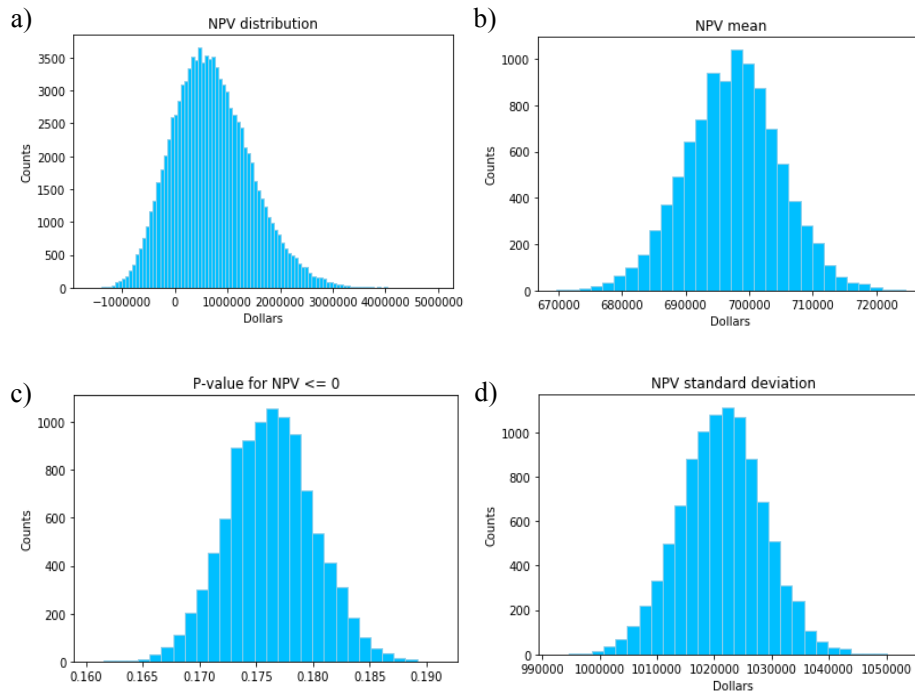 a)
NPV distribution
Counts
3500
3000
2500
2000
1500
1000
500
0
−1000000 0 1000000 2000000 3000000 4000000 5000000
Dollars
b)
NPV mean
Counts
1000
800
600
400
200
0
670000 680000 690000 700000 710000 720000
Dollars
c)
P-value for NPV <= 0
Counts
1000
800
600
400
200
0
0.160 0.165 0.170 0.175 0.180 0.185 0.190
d)
NPV standard deviation
Counts
1000
800
600
400
200
0
990000 1000000 1010000 1020000 1030000 1040000 1050000
Dollars